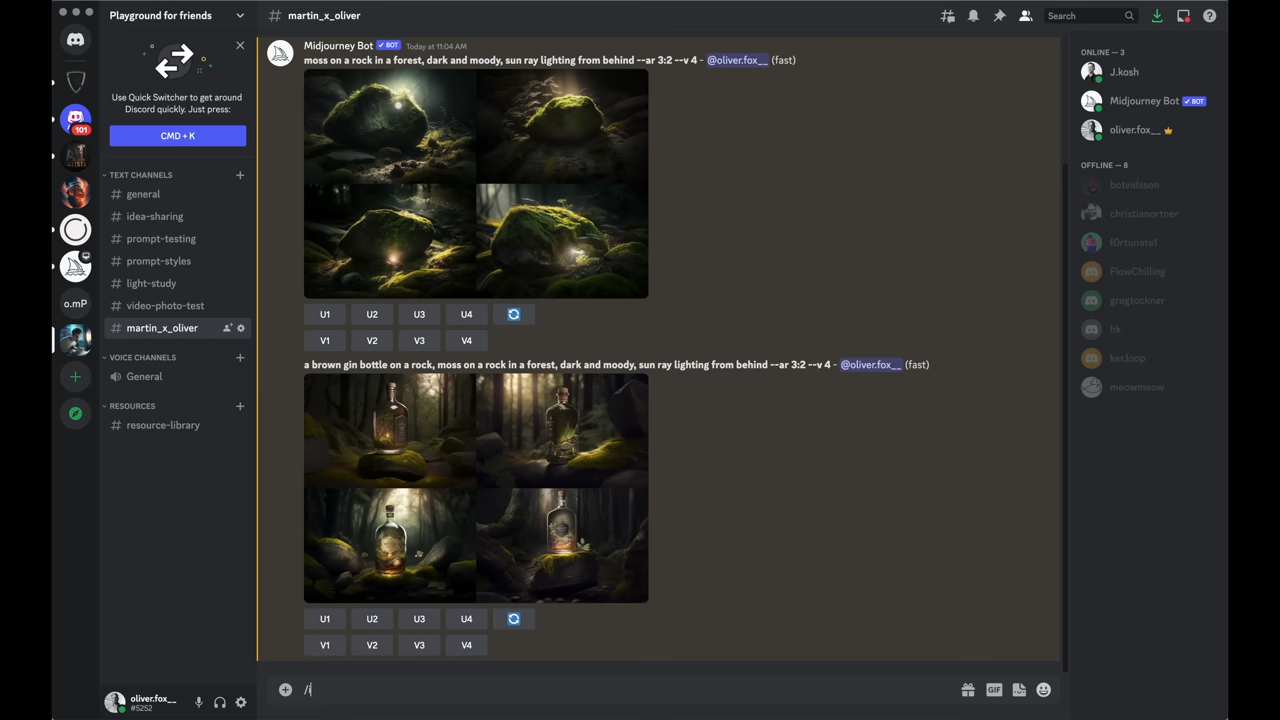 Playground for friends
Use Quick Switcher to get around
Discord quickly. Just press:
CMD + K
TEXT CHANNELS
general
idea-sharing
prompt-testing
prompt-styles
light-study
video-photo-test
martin_x_oliver
VOICE CHANNELS
General
RESOURCES
resource-library
101
o.mP
oliver.fox__
#5252
# martin_x_oliver
Search
Midjourney Bot ✓ BOT Today at 11:04 AM
moss on a rock in a forest, dark and moody, sun ray lighting from behind --ar 3:2 --v 4 - @oliver.fox__ (fast)
U1 U2 U3 U4
V1 V2 V3 V4
a brown gin bottle on a rock, moss on a rock in a forest, dark and moody, sun ray lighting from behind --ar 3:2 --v 4 - @oliver.fox__ (fast)
U1 U2 U3 U4
V1 V2 V3 V4
/i
GIF
ONLINE — 3
J.kosh
Midjourney Bot ✓ BOT
oliver.fox__
OFFLINE — 8
botvidsson
christianortner
f0rtunate1
FlowChilling
gregtockner
hk
ker.loop
meowmeow